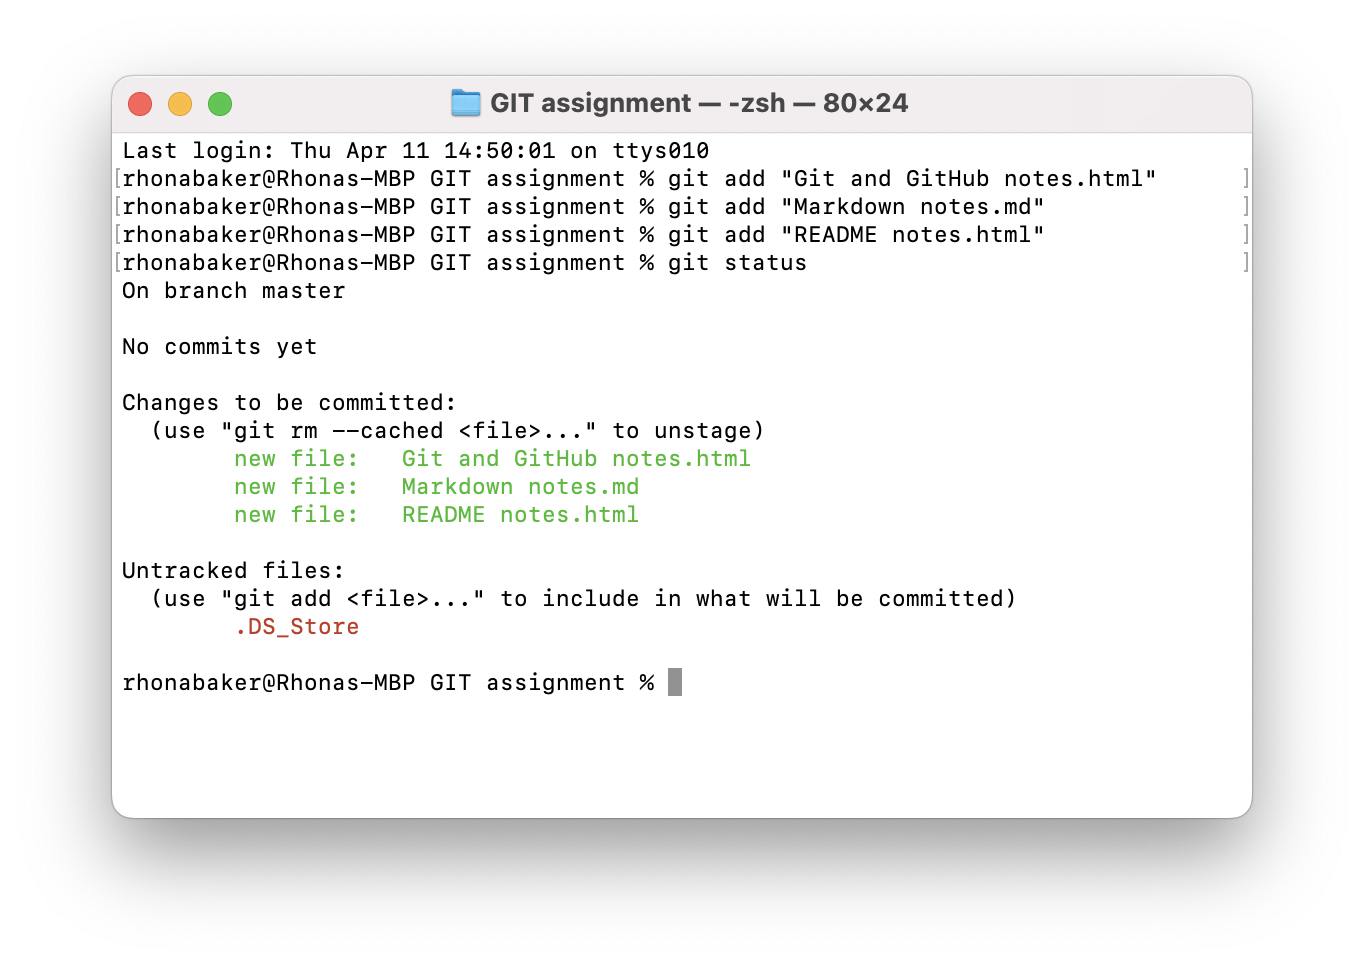 GIT assignment — -zsh — 80×24
Last login: Thu Apr 11 14:50:01 on ttys010
[rhonabaker@Rhonas-MBP GIT assignment % git add "Git and GitHub notes.html" ]
[rhonabaker@Rhonas-MBP GIT assignment % git add "Markdown notes.md" ]
[rhonabaker@Rhonas-MBP GIT assignment % git add "README notes.html" ]
[rhonabaker@Rhonas-MBP GIT assignment % git status ]
On branch master
No commits yet
Changes to be committed:
(use "git rm --cached <file>..." to unstage)
new file: Git and GitHub notes.html
new file: Markdown notes.md
new file: README notes.html
Untracked files:
(use "git add <file>..." to include in what will be committed)
.DS_Store
rhonabaker@Rhonas-MBP GIT assignment %